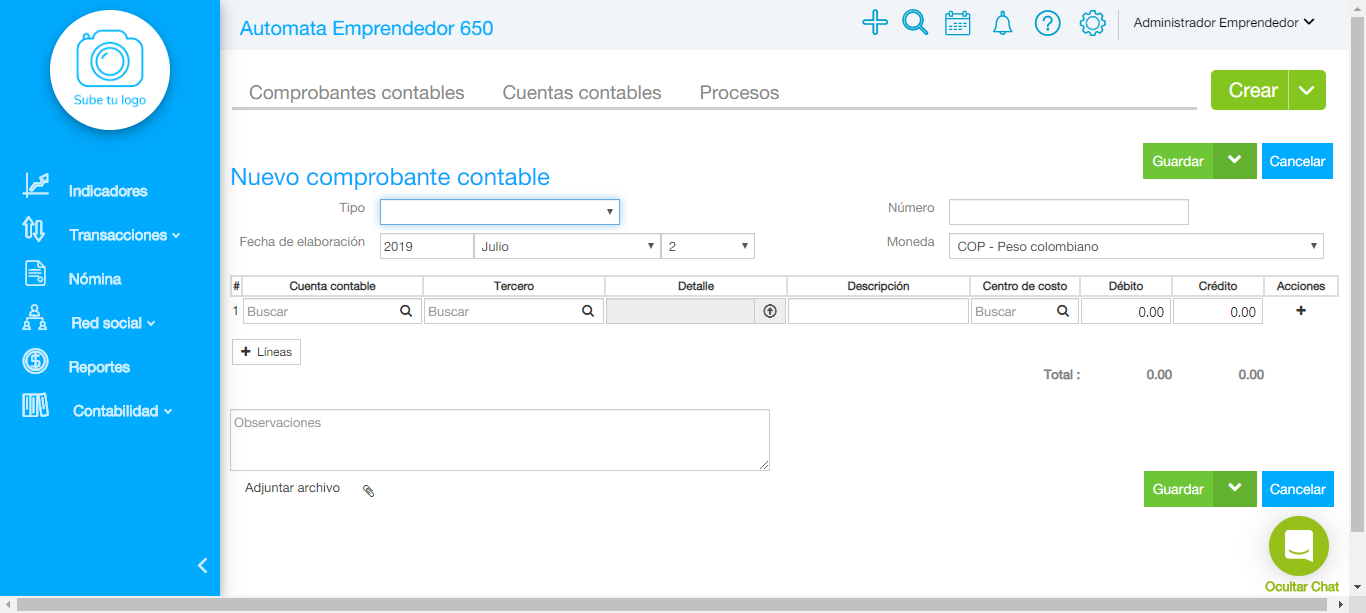 Automata Emprendedor 650
Administrador Emprendedor
Sube tu logo
Comprobantes contables Cuentas contables Procesos
Crear
Indicadores
Transacciones
Nómina
Red social
Reportes
Contabilidad
Guardar Cancelar
Nuevo comprobante contable
Tipo
Número
Fecha de elaboración 2019 Julio 2
Moneda COP - Peso colombiano
# Cuenta contable Tercero Detalle Descripción Centro de costo Débito Crédito Acciones
1 Buscar Buscar Buscar 0.00 0.00
Líneas
Total : 0.00 0.00
Observaciones
Adjuntar archivo
Guardar Cancelar
Ocultar Chat